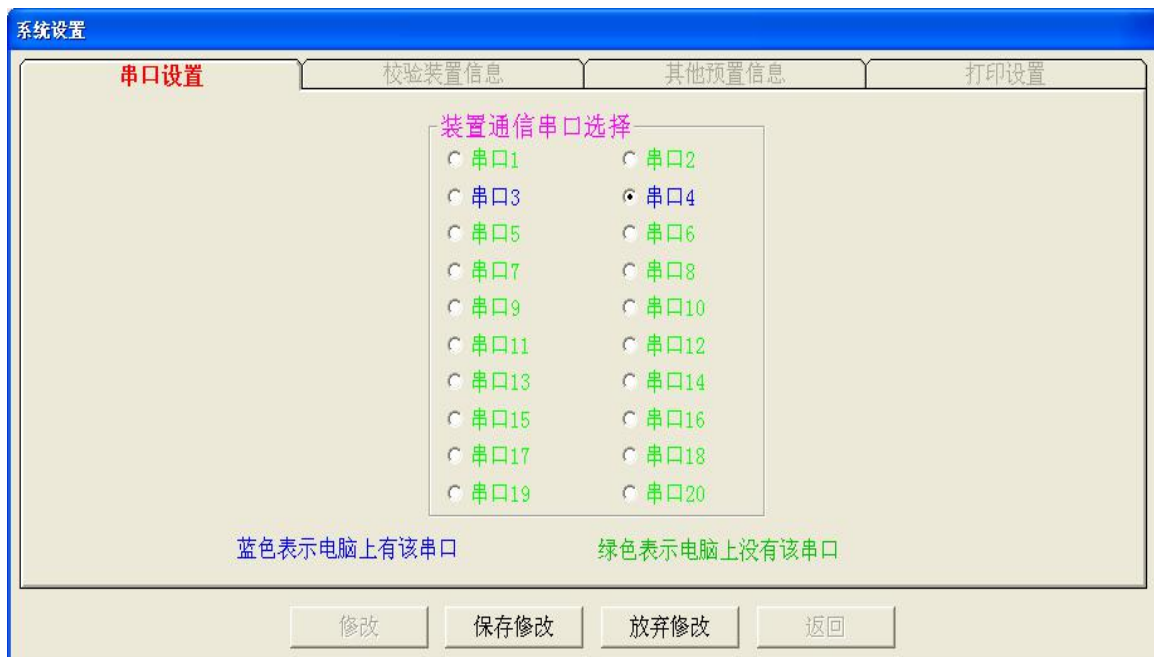 系统设置
串口设置 校验装置信息 其他预置信息 打印设置
装置通信串口选择
串口1 串口2
串口3 串口4
串口5 串口6
串口7 串口8
串口9 串口10
串口11 串口12
串口13 串口14
串口15 串口16
串口17 串口18
串口19 串口20
蓝色表示电脑上有该串口 绿色表示电脑上没有该串口
修改 保存修改 放弃修改 返回